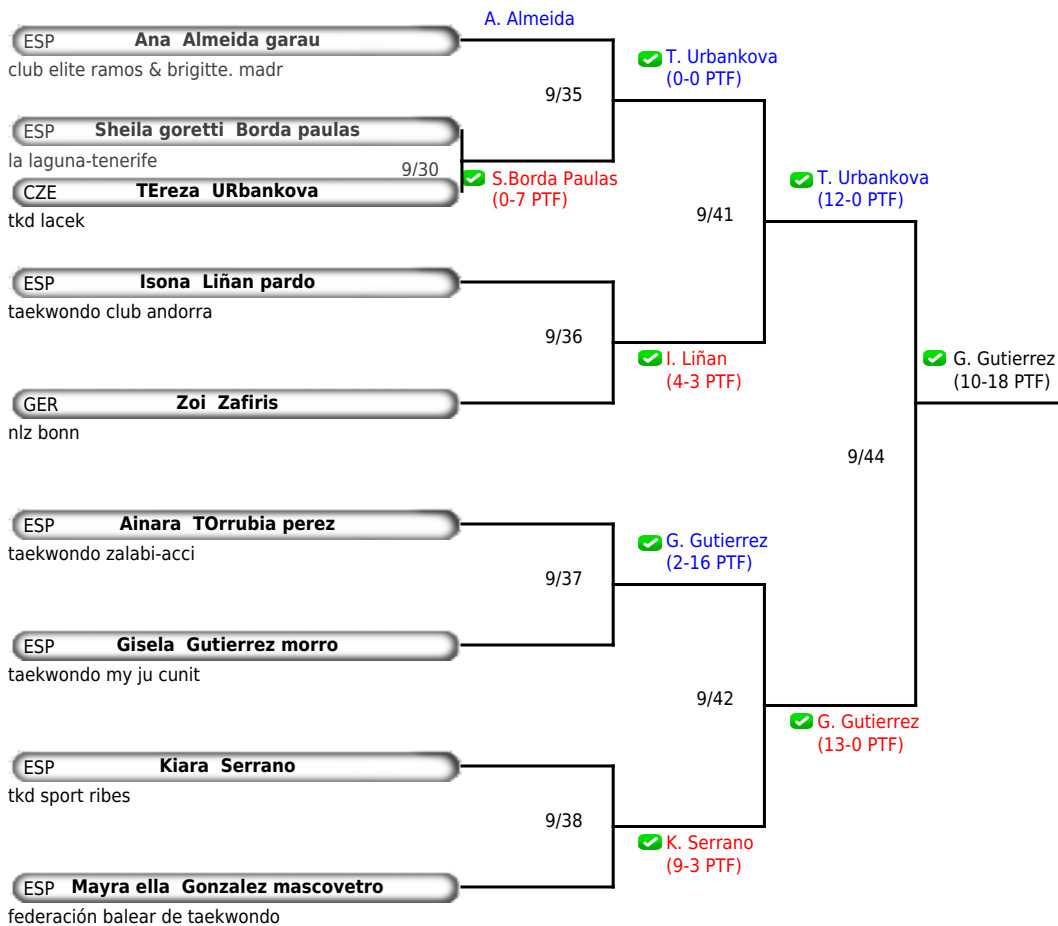 A. Almeida
ESP Ana Almeida garau
club elite ramos & brigitte. madr
T. Urbankova
(0-0 PTF)
9/35
ESP Sheila goretti Borda paulas
la laguna-tenerife
9/30
S.Borda Paulas
(0-7 PTF)
CZE TEreza URbankova
tkd lacek
T. Urbankova
(12-0 PTF)
9/41
ESP Isona Liñan pardo
taekwondo club andorra
9/36
I. Liñan
(4-3 PTF)
G. Gutierrez
(10-18 PTF)
GER Zoi Zafiris
nlz bonn
9/44
ESP Ainara TOrrubia perez
taekwondo zalabi-acci
G. Gutierrez
(2-16 PTF)
9/37
ESP Gisela Gutierrez morro
taekwondo my ju cunit
9/42
G. Gutierrez
(13-0 PTF)
ESP Kiara Serrano
tkd sport ribes
9/38
K. Serrano
(9-3 PTF)
ESP Mayra ella Gonzalez mascovetro
federación balear de taekwondo